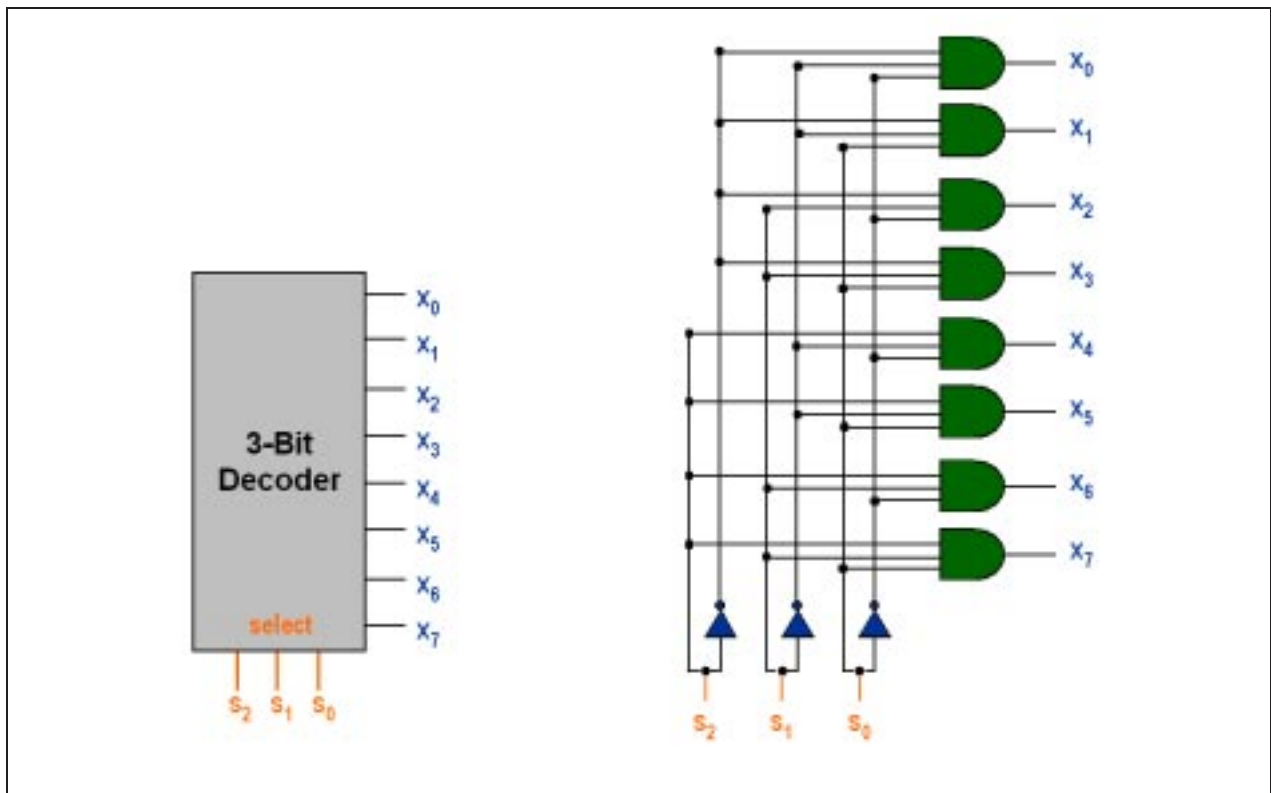 X0
X1
X2
X3
X4
X5
X6
X7
3-Bit
Decoder
select
S2 S1 S0
X0
X1
X2
X3
X4
X5
X6
X7
S2 S1 S0